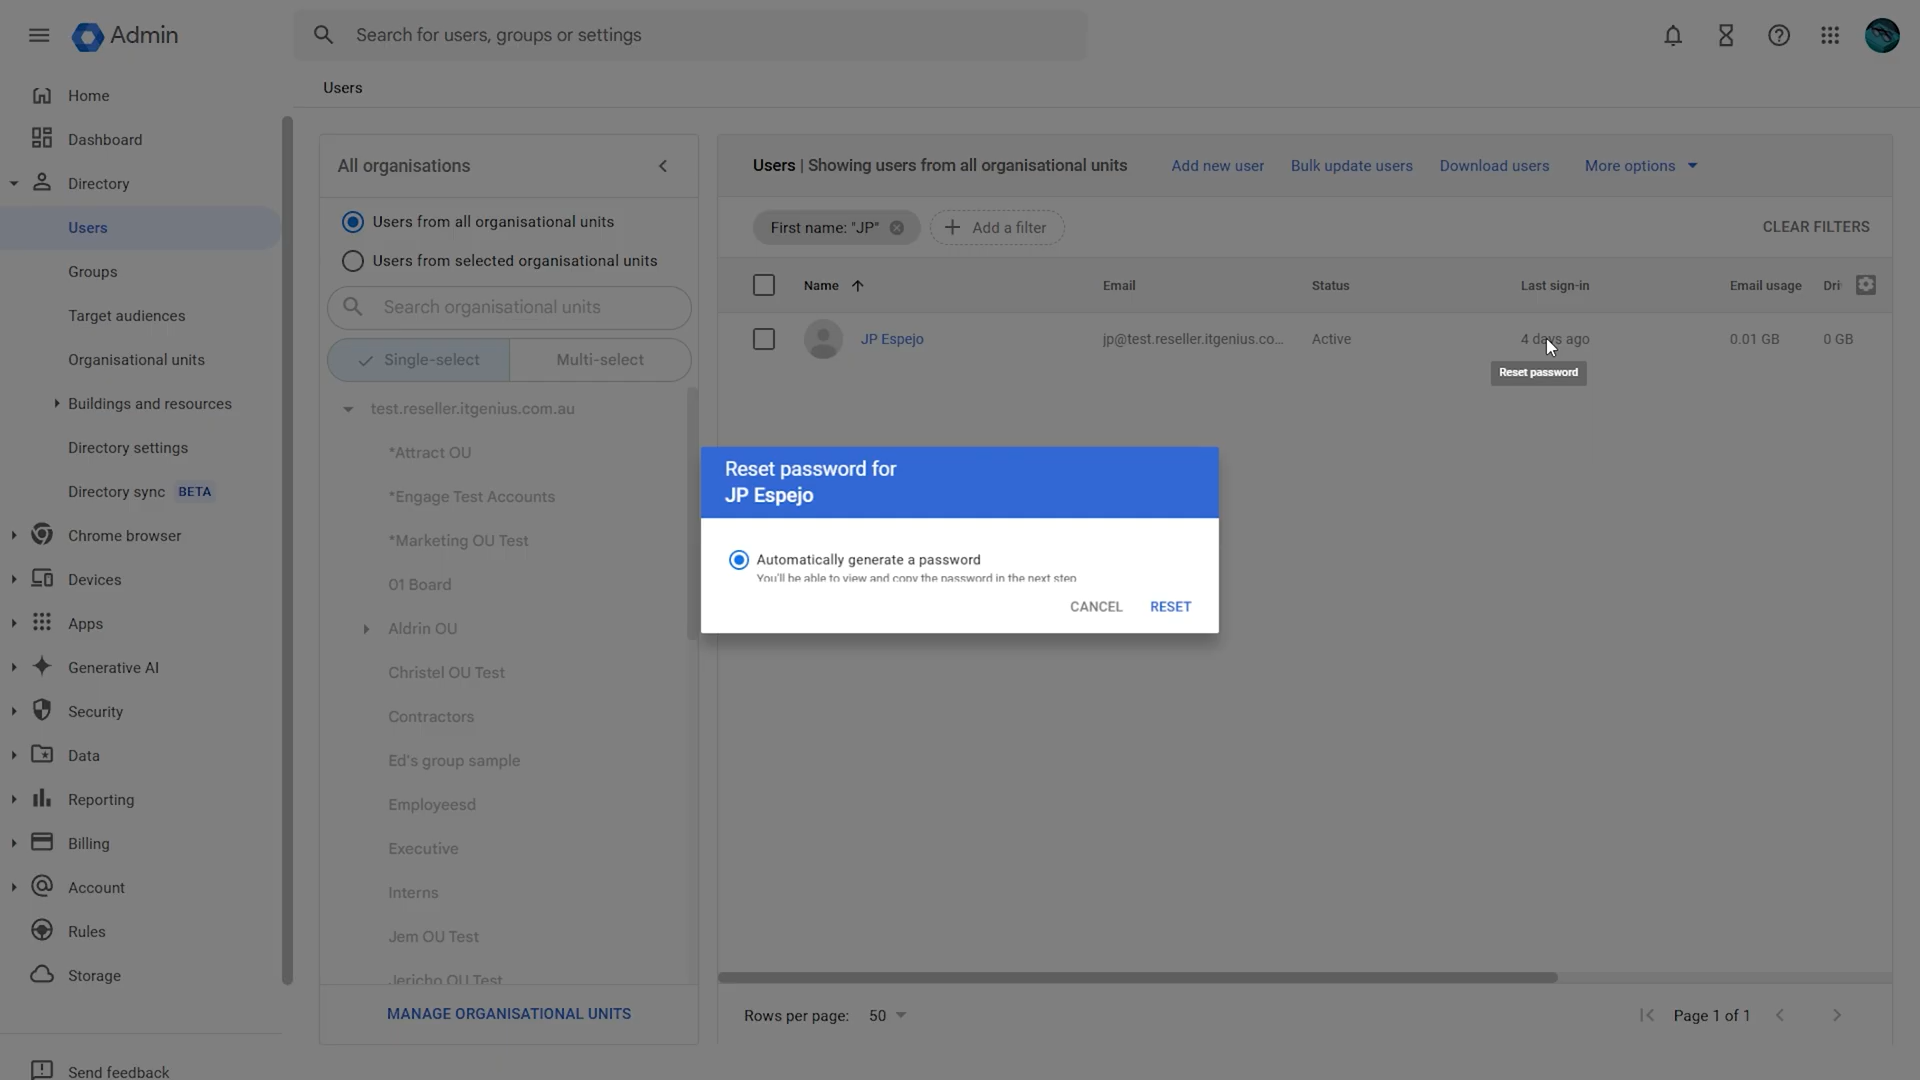 Admin
Search for users, groups or settings
Home
Dashboard
Directory
Users
Groups
Target audiences
Organisational units
Buildings and resources
Directory settings
Directory sync BETA
Chrome browser
Devices
Apps
Generative AI
Security
Data
Reporting
Billing
Account
Rules
Storage
Send feedback
Users
All organisations
Users from all organisational units
Users from selected organisational units
Search organisational units
Single-select
Multi-select
test.reseller.itgenius.com.au
*Attract OU
*Engage Test Accounts
*Marketing OU Test
01 Board
Aldrin OU
Christel OU Test
Contractors
Ed's group sample
Employeesd
Executive
Interns
Jem OU Test
Jericho OU Test
MANAGE ORGANISATIONAL UNITS
Users | Showing users from all organisational units
Add new user
Bulk update users
Download users
More options
First name: "JP"
Add a filter
CLEAR FILTERS
Name
Email
Status
Last sign-in
Email usage
Dri
JP Espejo
jp@test.reseller.itgenius.co...
Active
4 days ago
0.01 GB
0 GB
Reset password
Reset password for
JP Espejo
Automatically generate a password
You'll be able to view and copy the password in the next step
CANCEL
RESET
Rows per page: 50
Page 1 of 1